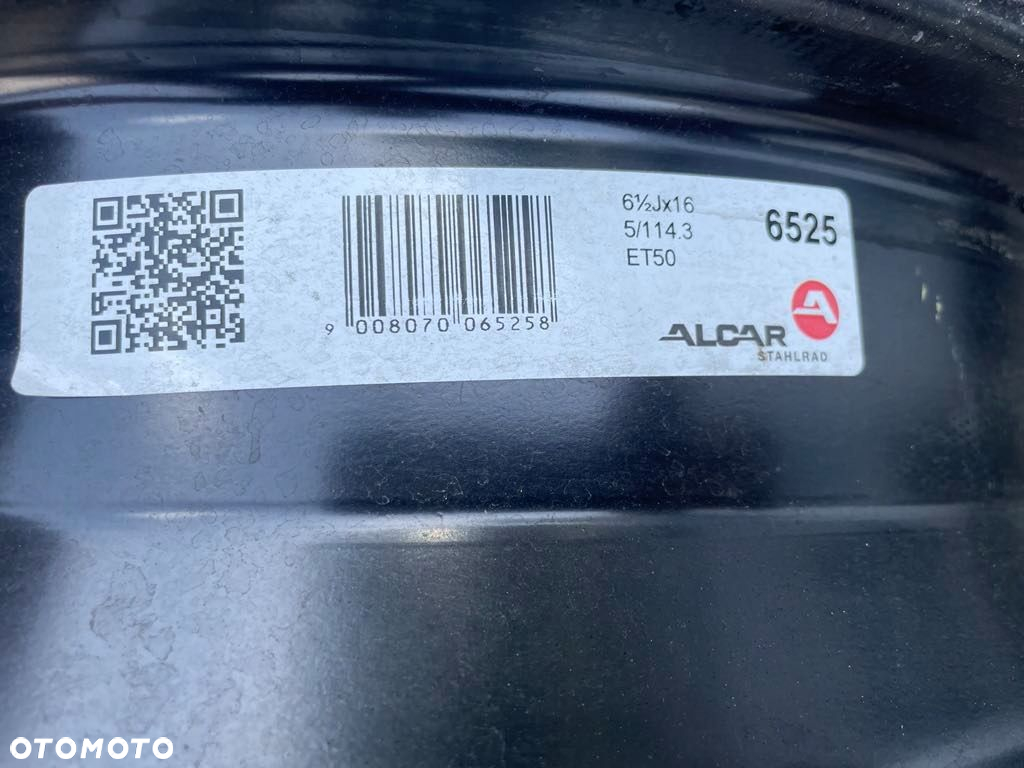 6½Jx16
5/114.3
ET50
6525
9 008070 065258
ALCAR
STAHLRAD
OTOMOTO